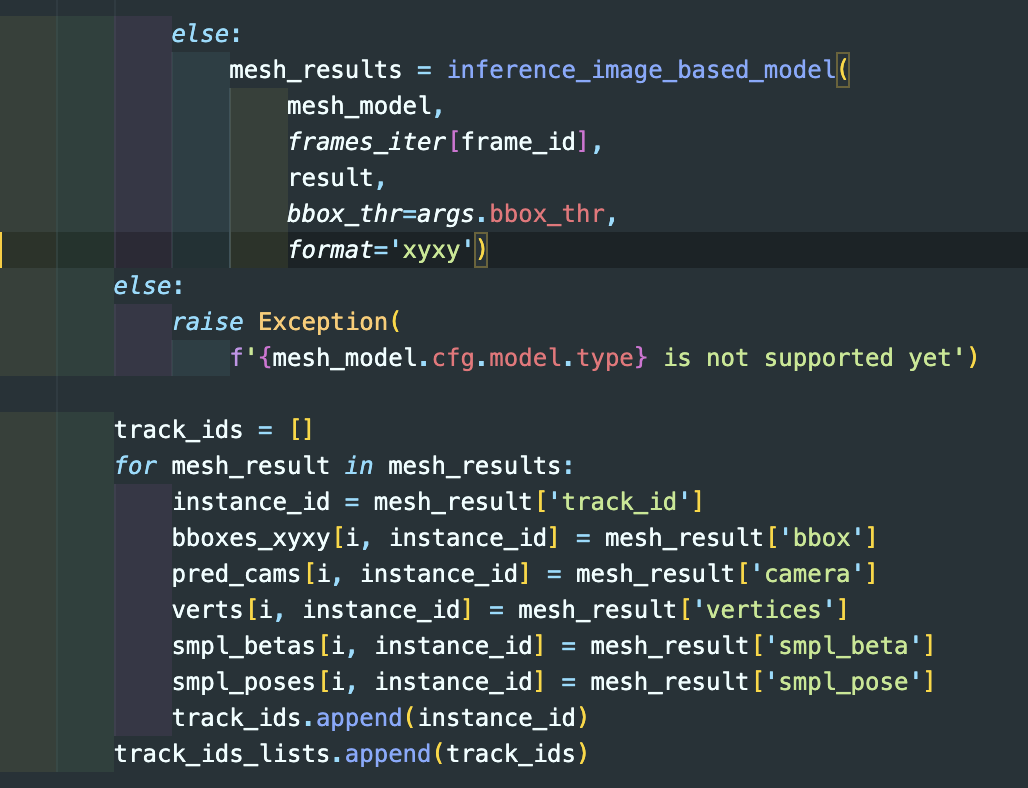 else:
mesh_results = inference_image_based_model(
mesh_model,
frames_iter[frame_id],
result,
bbox_thr=args.bbox_thr,
format='xyxy')
else:
raise Exception(
f'{mesh_model.cfg.model.type} is not supported yet')
track_ids = []
for mesh_result in mesh_results:
instance_id = mesh_result['track_id']
bboxes_xyxy[i, instance_id] = mesh_result['bbox']
pred_cams[i, instance_id] = mesh_result['camera']
verts[i, instance_id] = mesh_result['vertices']
smpl_betas[i, instance_id] = mesh_result['smpl_beta']
smpl_poses[i, instance_id] = mesh_result['smpl_pose']
track_ids.append(instance_id)
track_ids_lists.append(track_ids)